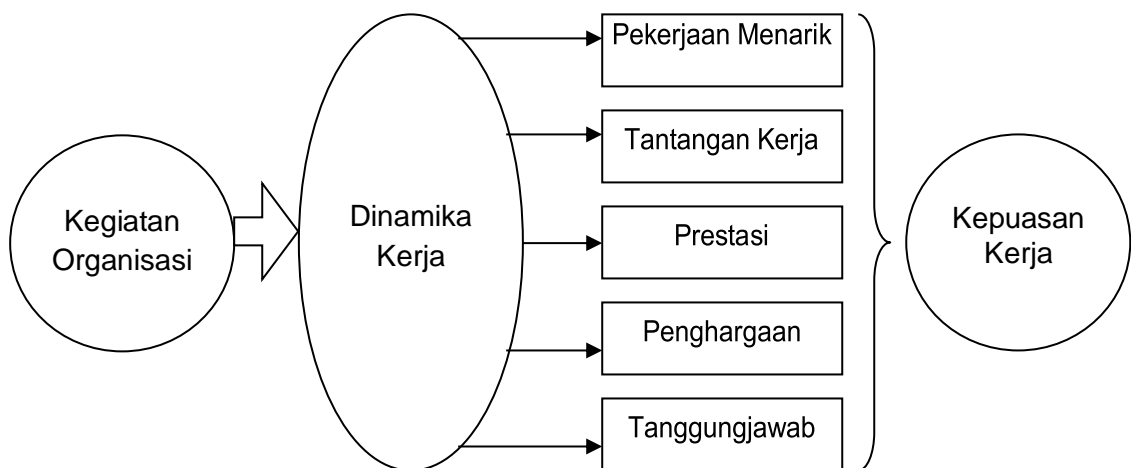 Kegiatan
Organisasi
Dinamika
Kerja
Pekerjaan Menarik
Tantangan Kerja
Prestasi
Penghargaan
Tanggungjawab
Kepuasan
Kerja